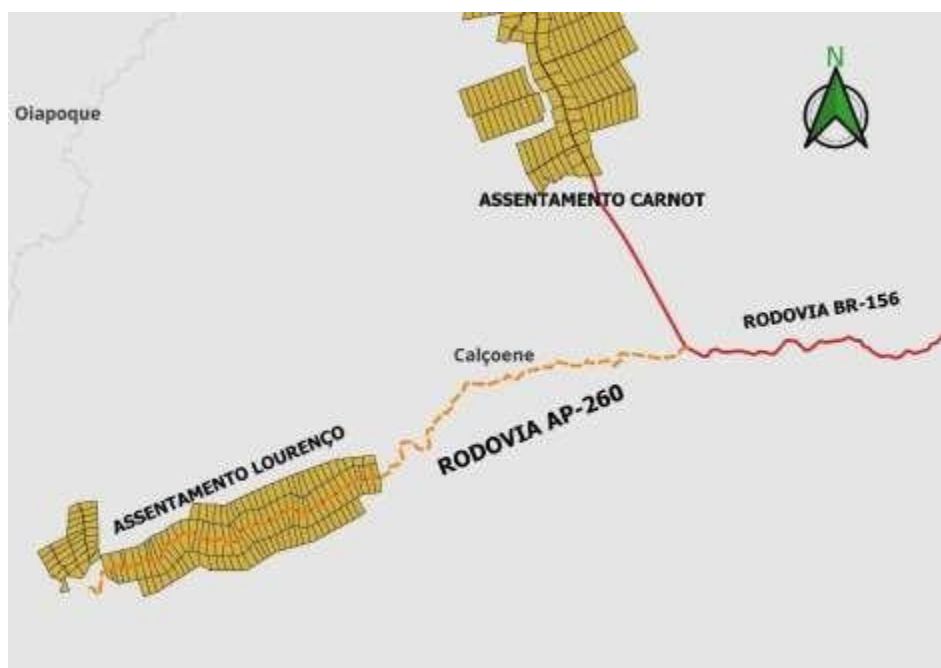 N
Oiapoque
ASSENTAMENTO CARNOT
RODOVIA BR-156
Calçoene
RODOVIA AP-260
ASSENTAMENTO LOURENÇO